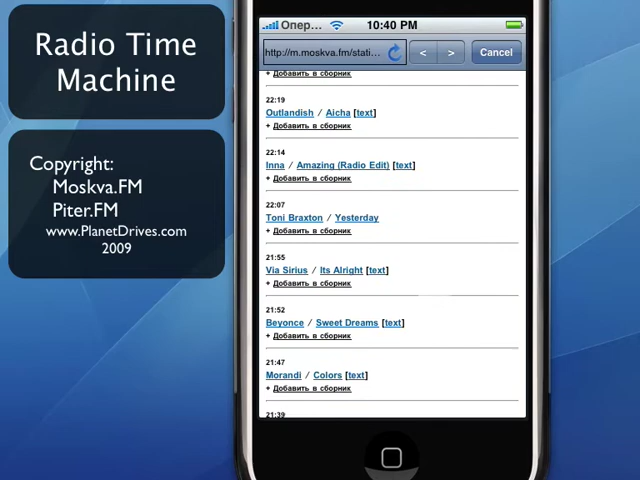 Radio Time
Machine
Copyright:
Moskva.FM
Piter.FM
www.PlanetDrives.com
2009
Опер... 10:40 PM
http://m.moskva.fm/stati... < > Cancel
+ Добавить в сборник
22:19
Outlandish / Aicha [text]
+ Добавить в сборник
22:14
Inna / Amazing (Radio Edit) [text]
+ Добавить в сборник
22:07
Toni Braxton / Yesterday
+ Добавить в сборник
21:55
Via Sirius / Its Alright [text]
+ Добавить в сборник
21:52
Beyonce / Sweet Dreams [text]
+ Добавить в сборник
21:47
Morandi / Colors [text]
+ Добавить в сборник
21:39